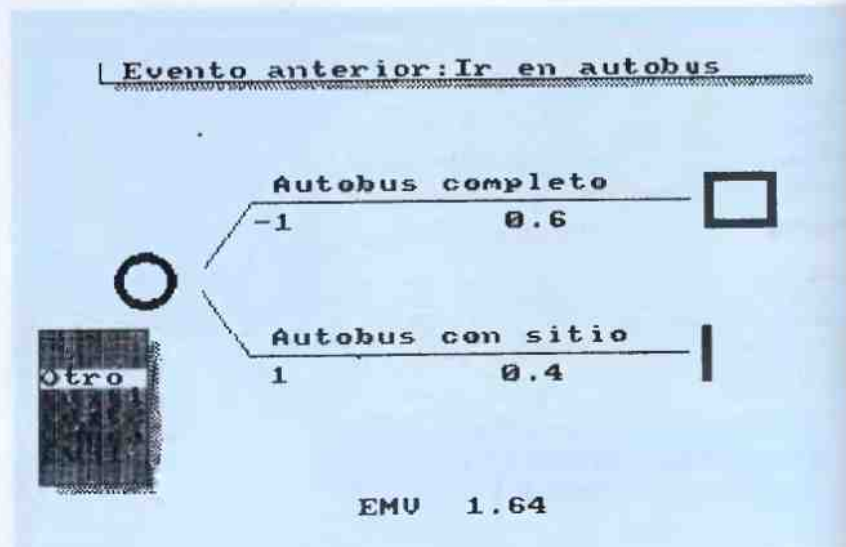 Evento anterior:Ir en autobus
Autobus completo
-1 0.6
Autobus con sitio
Otro
1 0.4
EMV 1.64